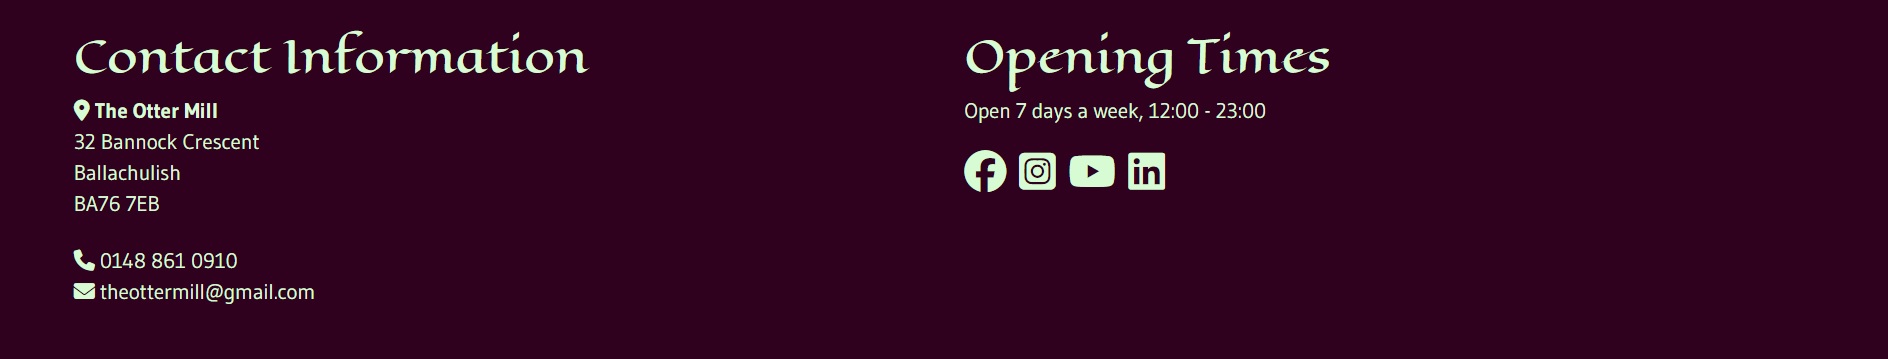 Contact Information
The Otter Mill
32 Bannock Crescent
Ballachulish
BA76 7EB
0148 861 0910
theottermill@gmail.com
Opening Times
Open 7 days a week, 12:00 - 23:00